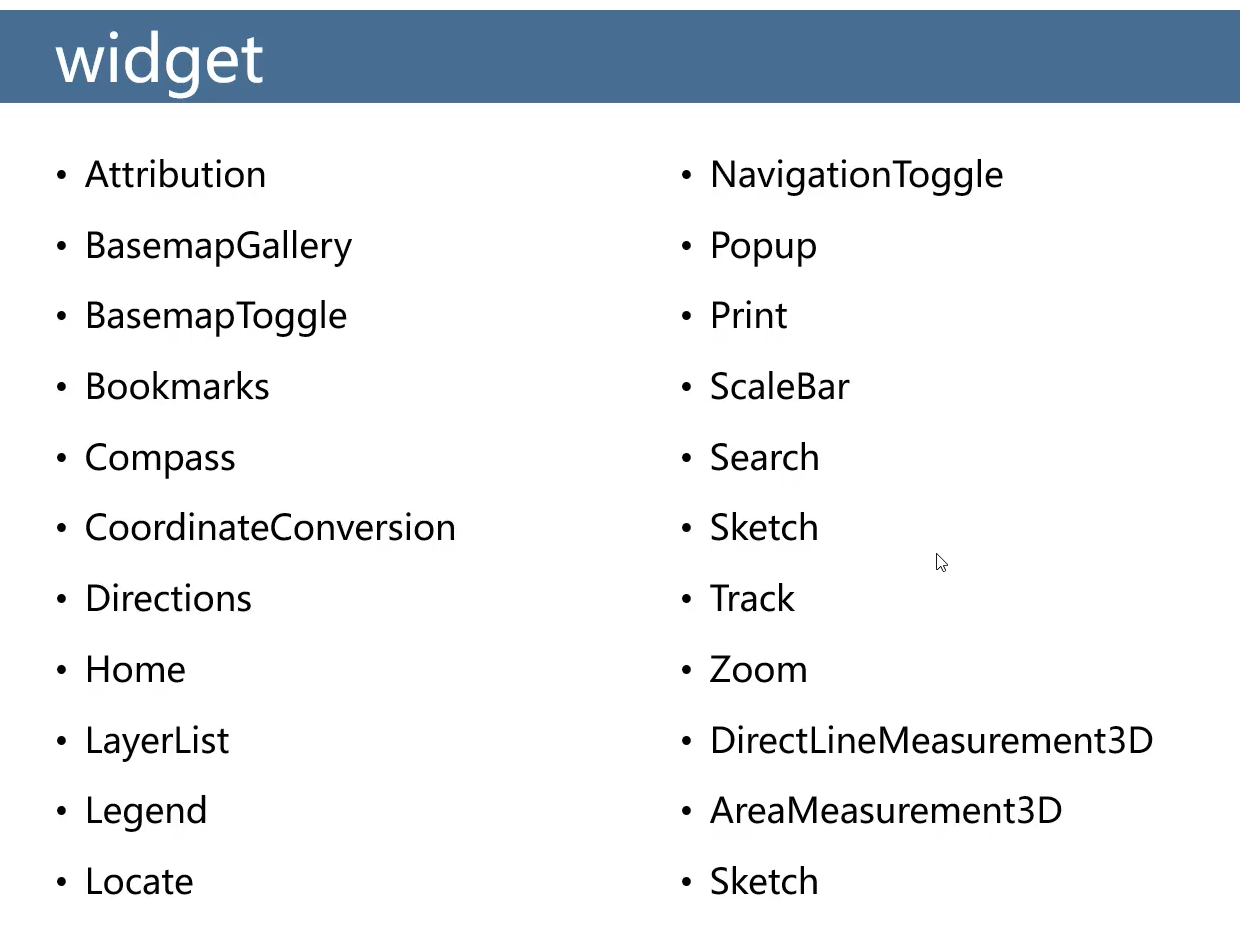 widget
• Attribution
• BasemapGallery
• BasemapToggle
• Bookmarks
• Compass
• CoordinateConversion
• Directions
• Home
• LayerList
• Legend
• Locate
• NavigationToggle
• Popup
• Print
• ScaleBar
• Search
• Sketch
• Track
• Zoom
• DirectLineMeasurement3D
• AreaMeasurement3D
• Sketch